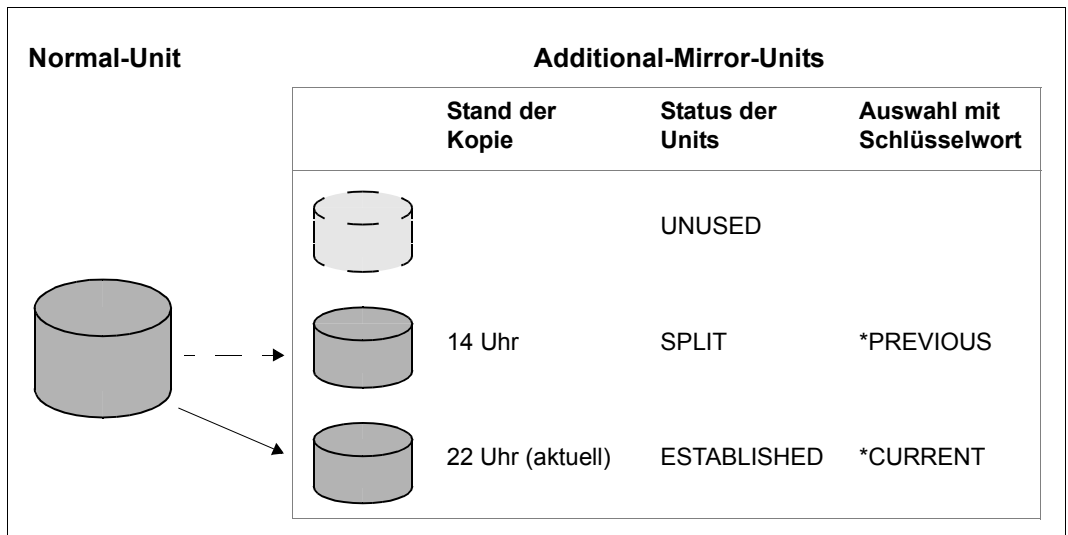 Normal-Unit
Additional-Mirror-Units
Stand der Kopie
Status der Units
Auswahl mit Schlüsselwort
UNUSED
14 Uhr SPLIT *PREVIOUS
22 Uhr (aktuell) ESTABLISHED *CURRENT